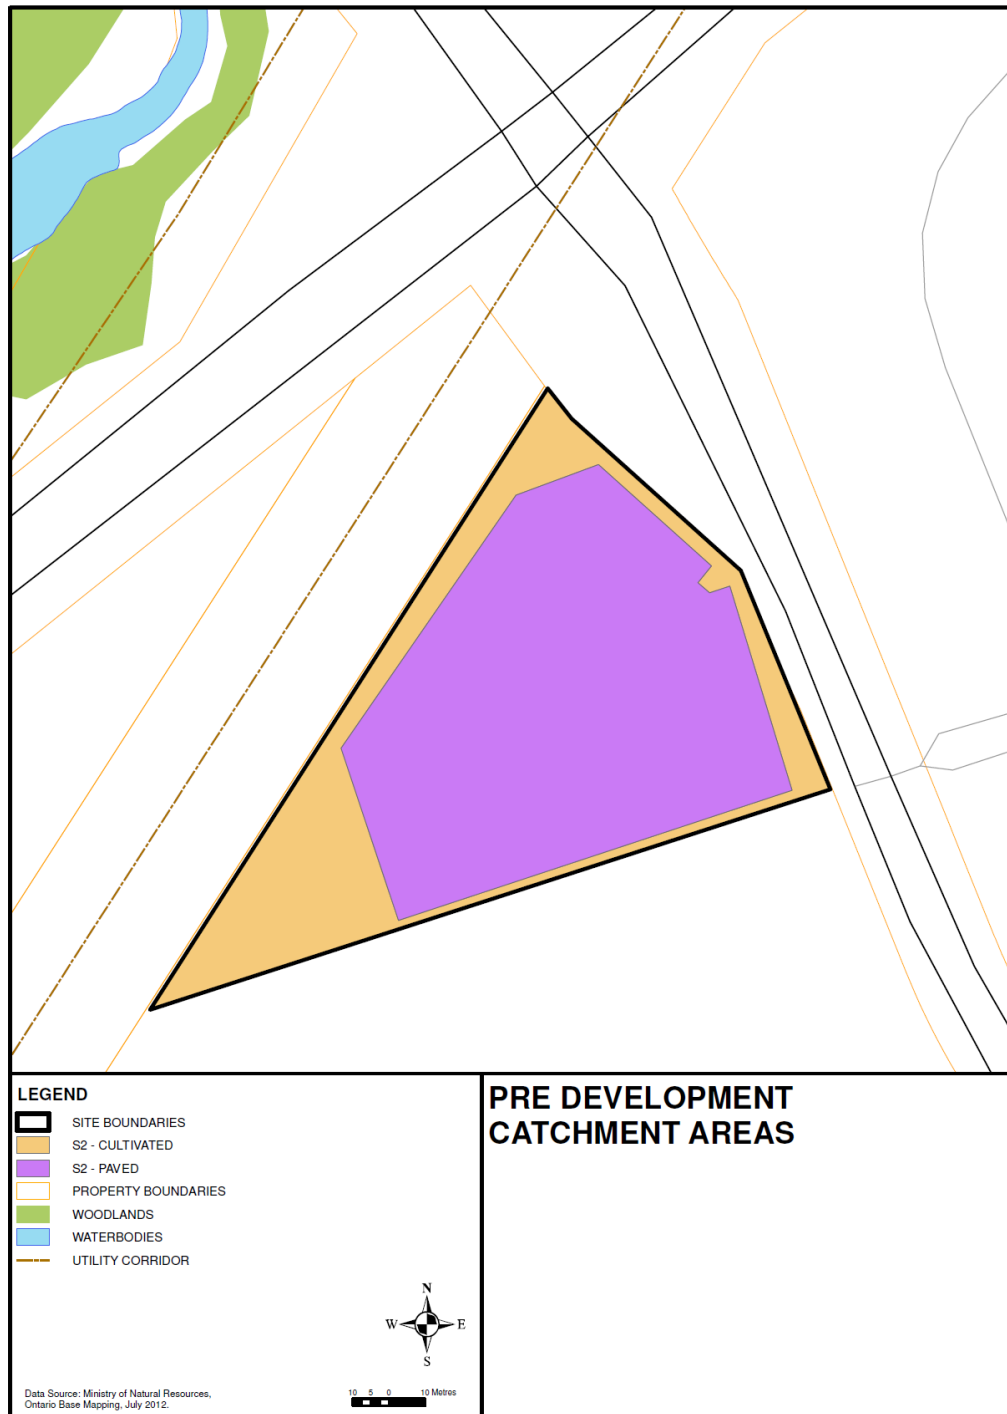 LEGEND
SITE BOUNDARIES
S2 - CULTIVATED
S2 - PAVED
PROPERTY BOUNDARIES
WOODLANDS
WATERBODIES
UTILITY CORRIDOR
N
W E
S
Data Source: Ministry of Natural Resources,
Ontario Base Mapping, July 2012.
10 5 0 10 Metres
PRE DEVELOPMENT
CATCHMENT AREAS